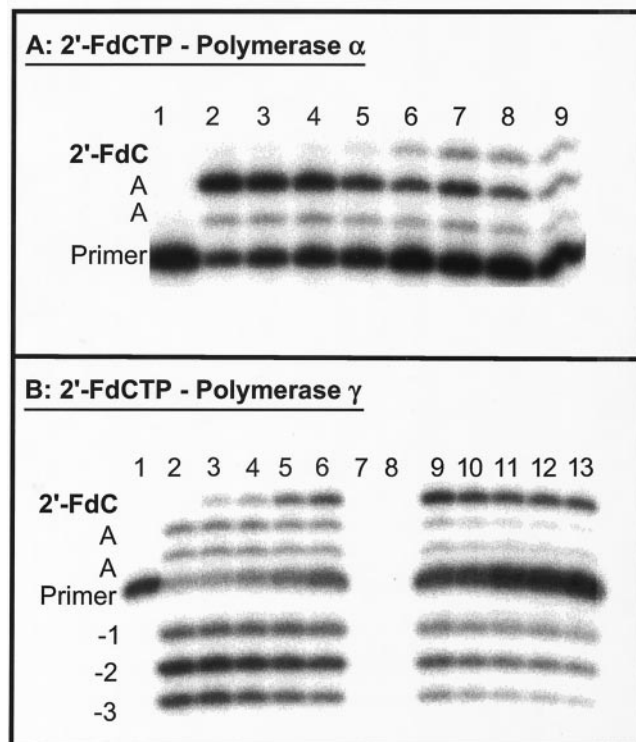 A: 2'-FdCTP - Polymerase α
1 2 3 4 5 6 7 8 9
2'-FdC
A
A
Primer
B: 2'-FdCTP - Polymerase γ
1 2 3 4 5 6 7 8 9 10 11 12 13
2'-FdC
A
A
Primer
-1
-2
-3